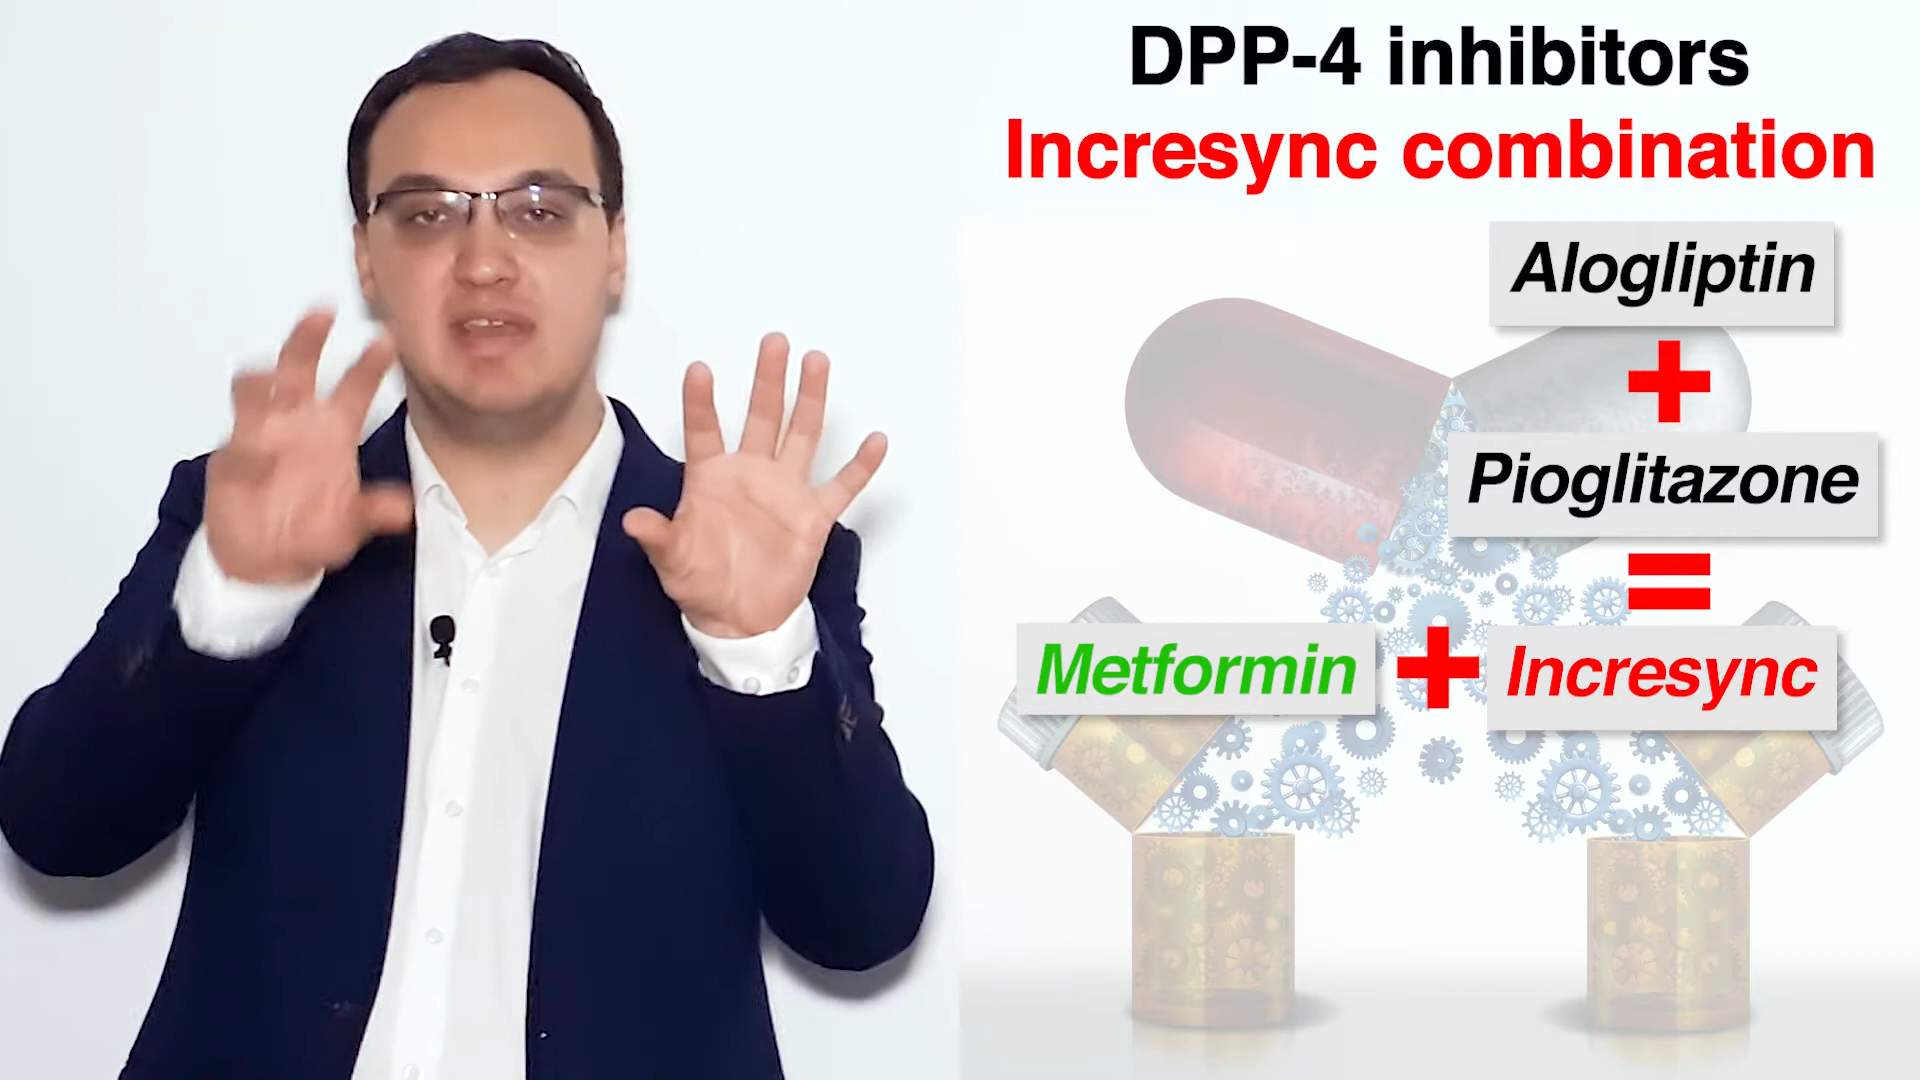 DPP-4 inhibitors
Incresync combination
Alogliptin
+
Pioglitazone
=
Metformin + Incresync